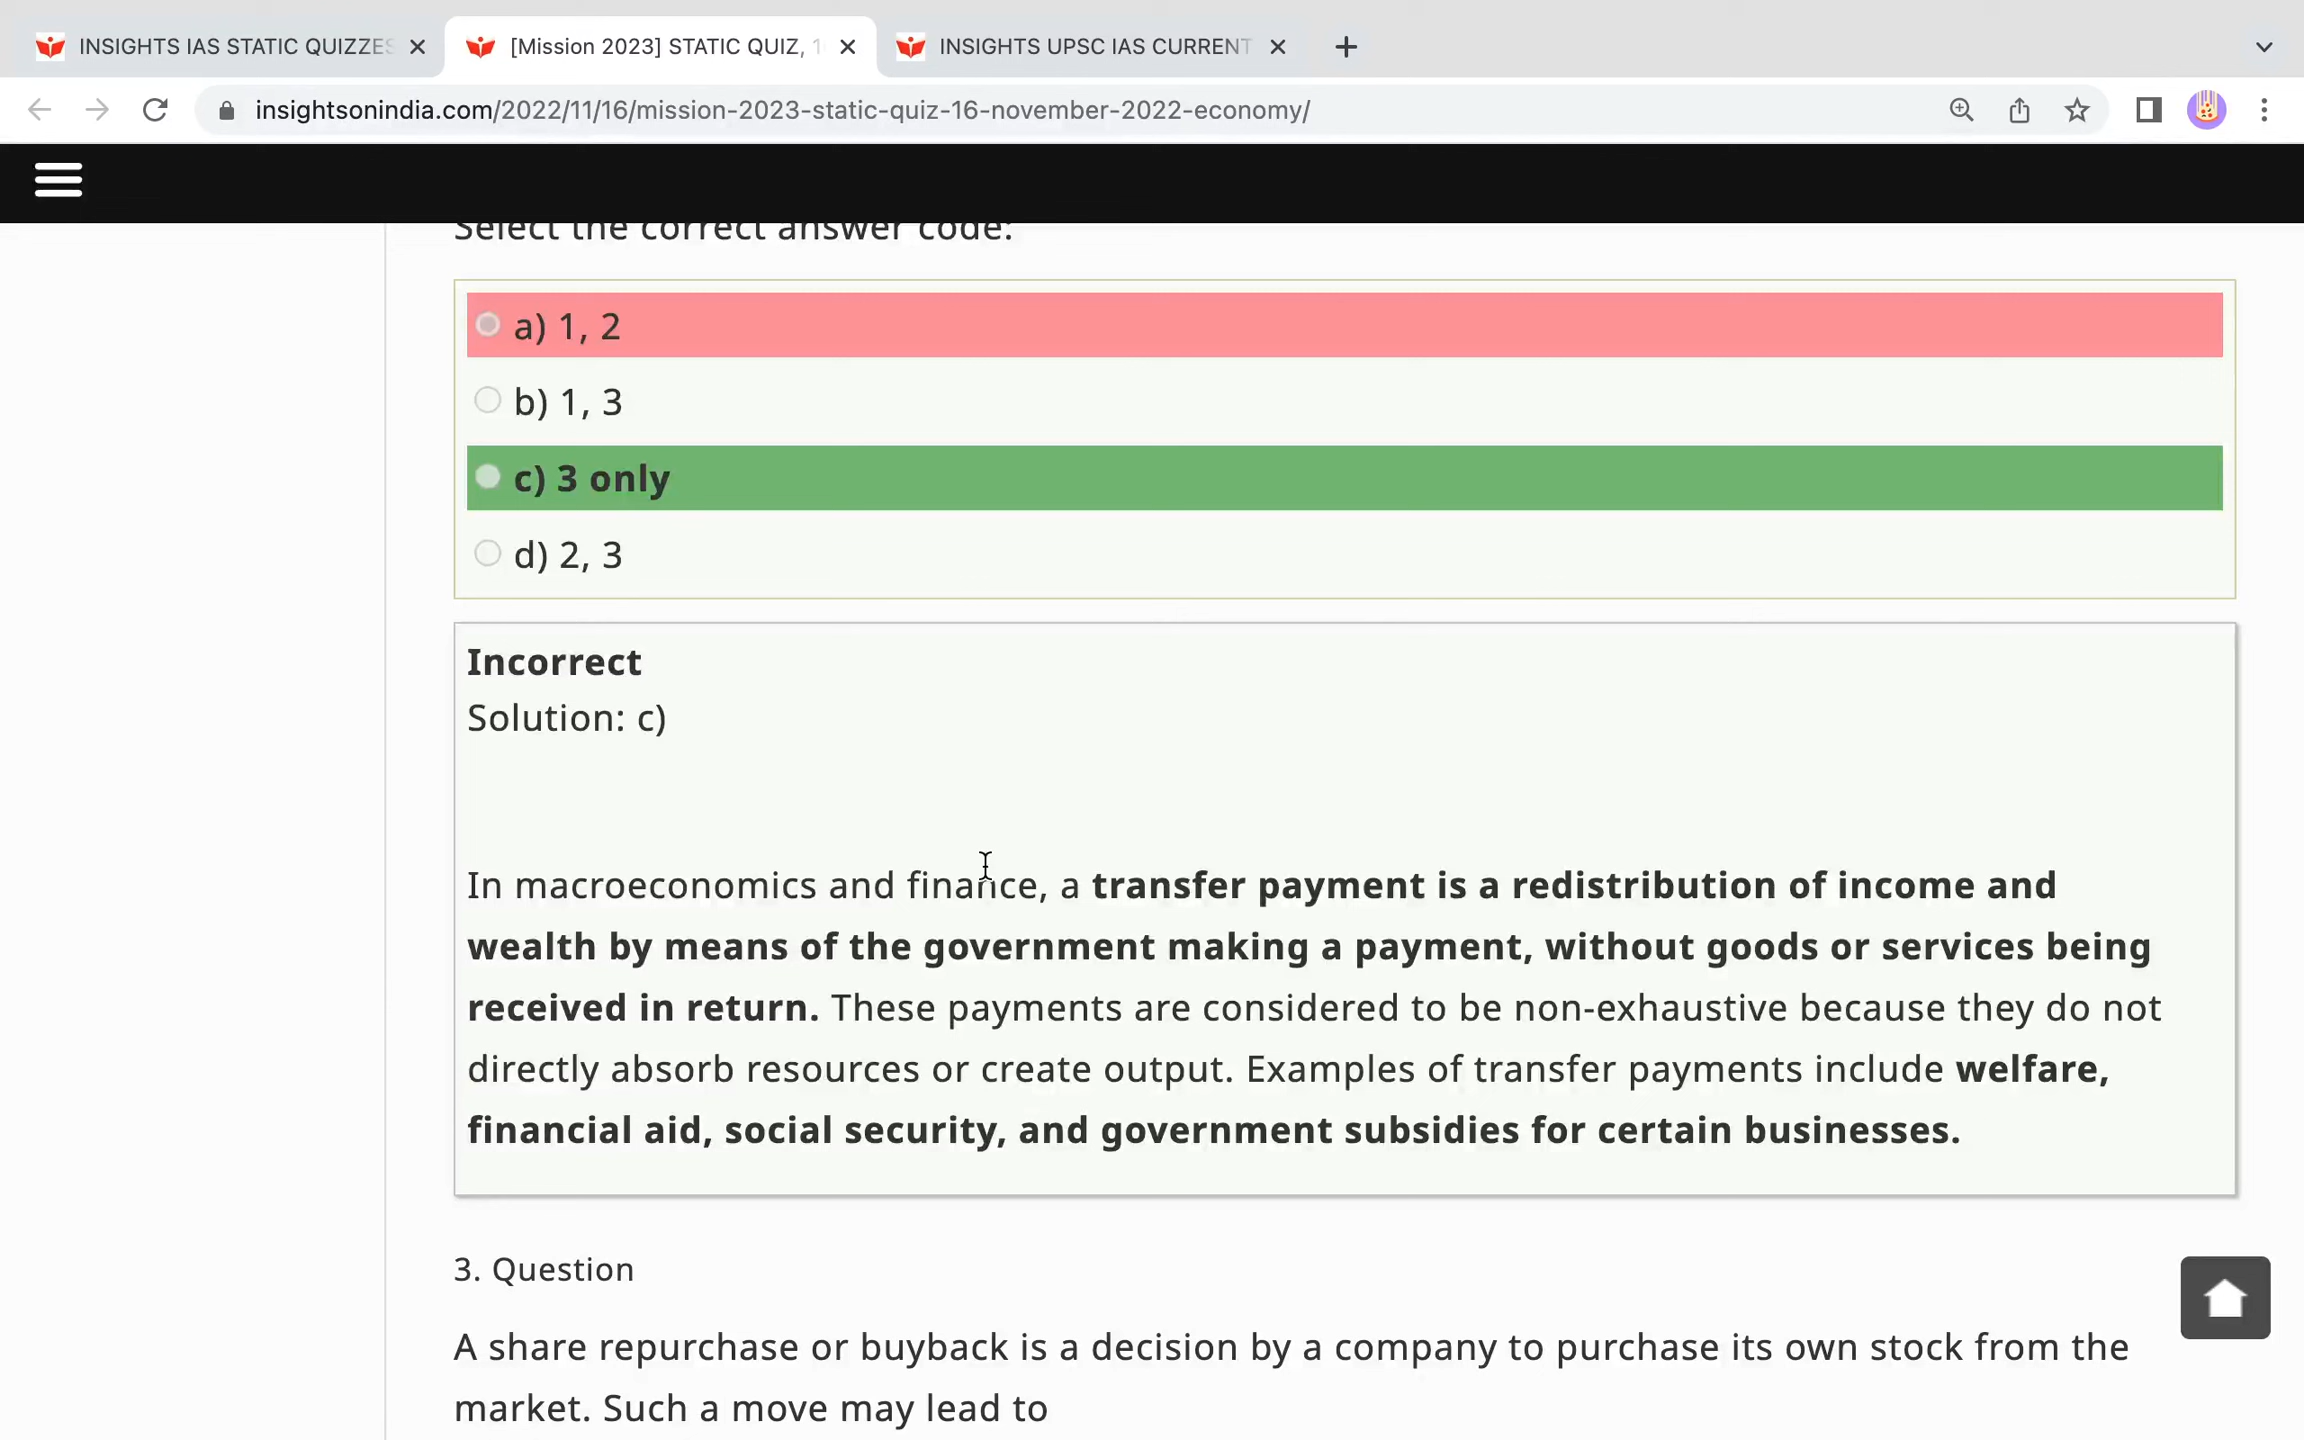 INSIGHTS IAS STATIC QUIZZES
[Mission 2023] STATIC QUIZ, 1
INSIGHTS UPSC IAS CURRENT
insightsonindia.com/2022/11/16/mission-2023-static-quiz-16-november-2022-economy/
Select the correct answer code:
a) 1, 2
b) 1, 3
c) 3 only
d) 2, 3
Incorrect
Solution: c)
In macroeconomics and finance, a transfer payment is a redistribution of income and
wealth by means of the government making a payment, without goods or services being
received in return. These payments are considered to be non-exhaustive because they do not
directly absorb resources or create output. Examples of transfer payments include welfare,
financial aid, social security, and government subsidies for certain businesses.
3. Question
A share repurchase or buyback is a decision by a company to purchase its own stock from the
market. Such a move may lead to